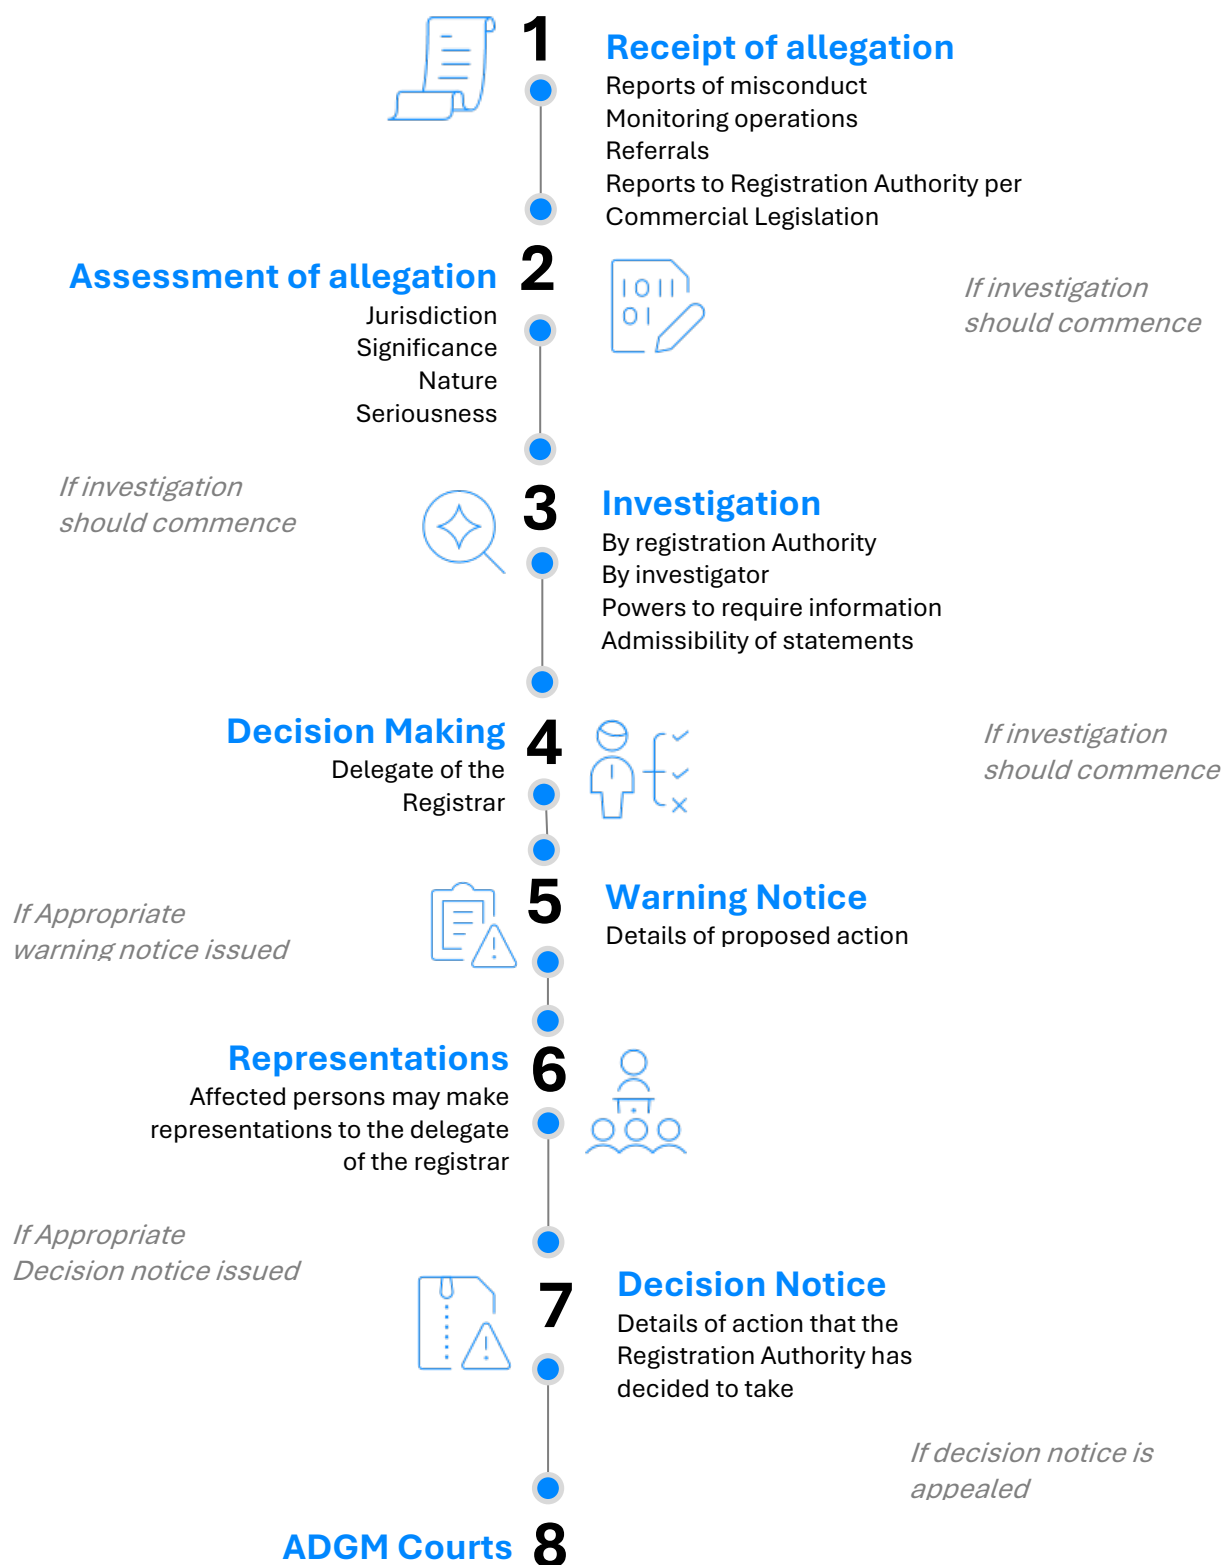 1
Receipt of allegation
Reports of misconduct
Monitoring operations
Referrals
Reports to Registration Authority per
Commercial Legislation
2
Assessment of allegation
Jurisdiction
Significance
Nature
Seriousness
1011
01
If investigation
should commence
If investigation
should commence
3
Investigation
By registration Authority
By investigator
Powers to require information
Admissibility of statements
4
Decision Making
Delegate of the
Registrar
If investigation
should commence
If Appropriate
warning notice issued
5
Warning Notice
Details of proposed action
6
Representations
Affected persons may make
representations to the delegate
of the registrar
If Appropriate
Decision notice issued
7
Decision Notice
Details of action that the
Registration Authority has
decided to take
If decision notice is
appealed
ADGM Courts
8